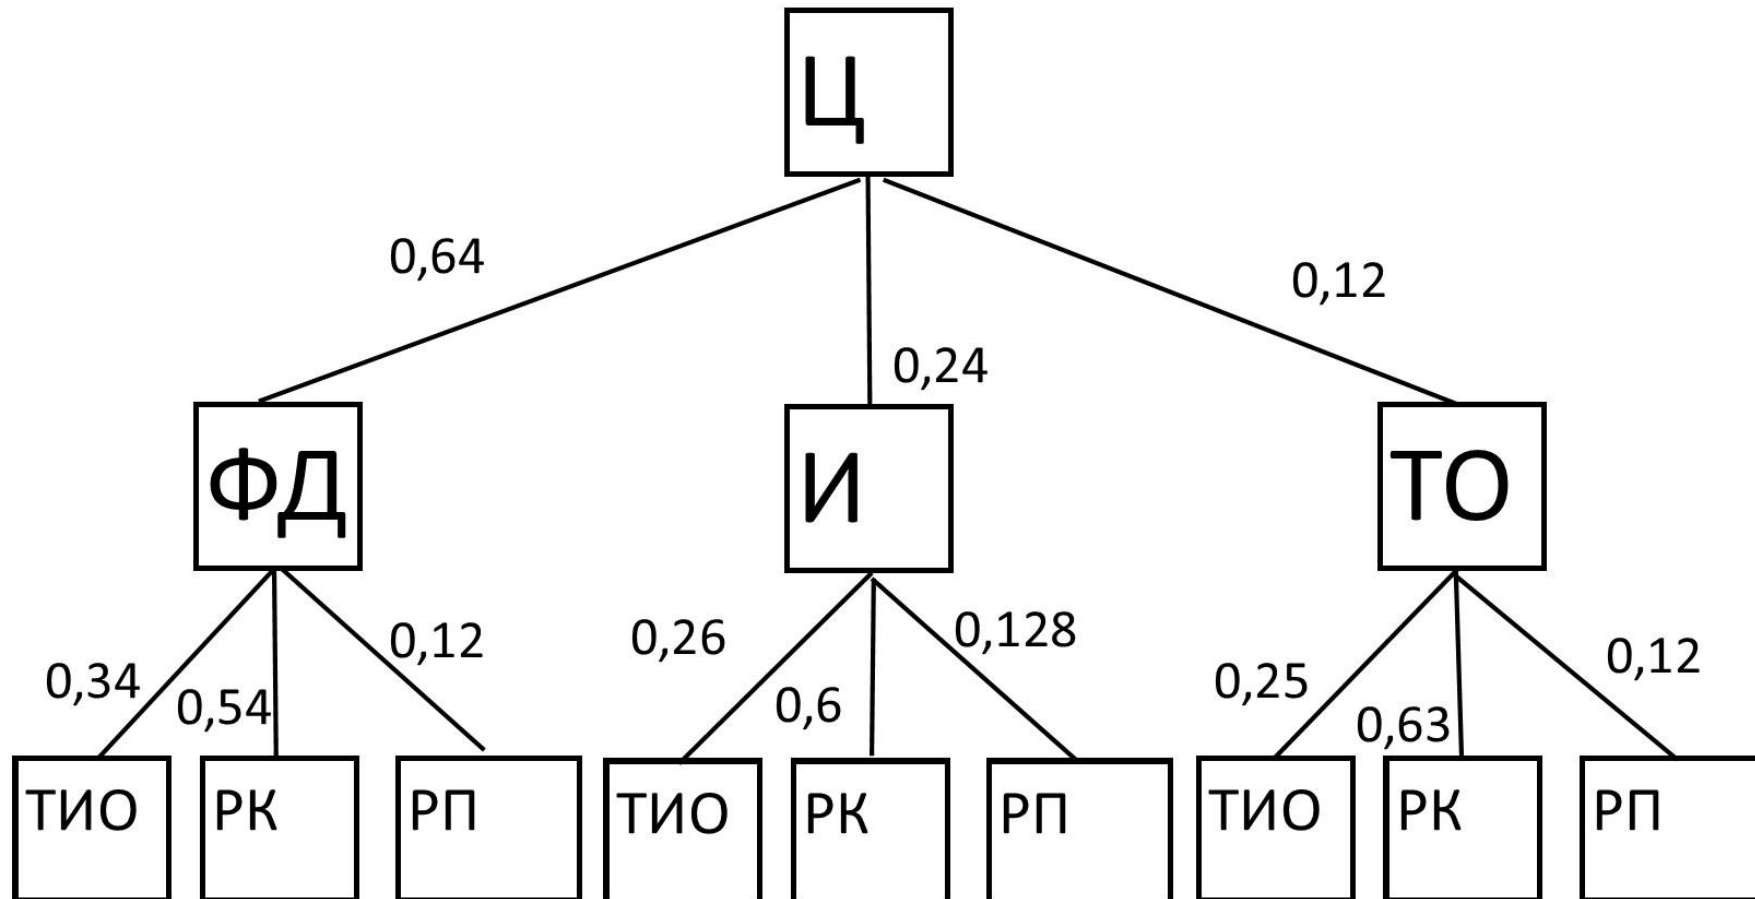 Ц
0,64
0,12
0,24
ФД
И
ТО
0,34
0,54
0,12
0,26
0,6
0,128
0,25
0,63
0,12
ТИО
РК
РП
ТИО
РК
РП
ТИО
РК
РП